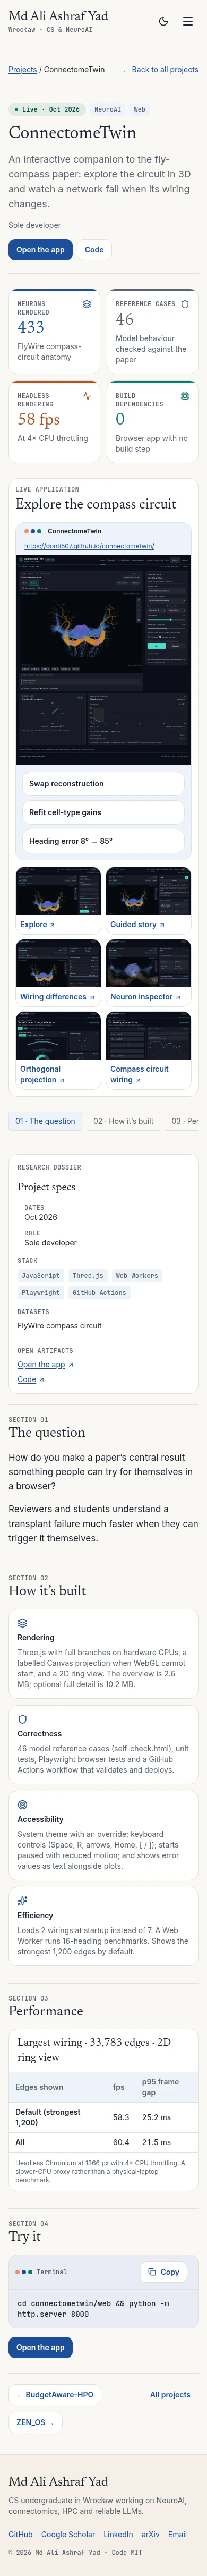 Md Ali Ashraf Zay
Wrocław · CS & NeuroAI
Projects / ConnectomeTwin
← Back to all projects
Live · Oct 2026
NeuroAI
Web
ConnectomeTwin
An interactive companion to the fly-
compass paper: explore the circuit in 3D
and watch a network fail when its wiring
changes.
Sole developer
Open the app
Code
NEURONS
RENDERED
433
FlyWire compass-
circuit anatomy
REFERENCE CASES
46
Model behaviour
checked against the
paper
HEADLESS
RENDERING
58 fps
At 4× CPU throttling
BUILD
DEPENDENCIES
0
Browser app with no
build step
LIVE APPLICATION
Explore the compass circuit
ConnectomeTwin
https://dontli507.github.io/connectometwin/
Swap reconstruction
Refit cell-type gains
Heading error 8° → 85°
Explore ↗
Guided story ↗
Wiring differences ↗
Neuron inspector ↗
Orthogonal
projection ↗
Compass circuit
wiring ↗
01 · The question
02 · How it's built
03 · Per
RESEARCH DOSSIER
Project specs
DATES
Oct 2026
ROLE
Sole developer
STACK
JavaScript
Three.js
Web Workers
Playwright
GitHub Actions
DATASETS
FlyWire compass circuit
OPEN ARTIFACTS
Open the app ↗
Code ↗
SECTION 01
The question
How do you make a paper's central result
something people can try for themselves in
a browser?
Reviewers and students understand a
transplantation failure much faster when they can
trigger it themselves.
SECTION 02
How it's built
Rendering
Three.js with full branches on hardware GPUs, a
labelled Canvas projection when WebGL cannot
start, and a 2D ring view. The overview is 2.6
MB; optional full detail is 10.2 MB.
Correctness
46 model reference cases (self-check.html), unit
tests, Playwright browser tests and a GitHub
Actions workflow that validates and deploys.
Accessibility
System theme with an override; keyboard
controls (Space, R, arrows, Home, [ / ]); starts
paused with reduced motion; and shows error
values as text alongside plots.
Efficiency
Loads 2 wirings at startup instead of 7. A Web
Worker runs 16-heading benchmarks. Shows the
strongest 1,200 edges by default.
SECTION 03
Performance
Largest wiring · 33,783 edges · 2D
ring view
Edges shown
fps
p95 frame
gap
Default (strongest
1,200)
58.3
25.2 ms
All
60.4
21.5 ms
Headless Chromium at 1366 px with 4× CPU throttling. A
slower-CPU proxy rather than a physical-laptop
benchmark.
SECTION 04
Try it
Terminal
Copy
cd connectometwin/web && python -m
http.server 8000
Open the app
← BudgetAware-HPO
All projects
ZEN_OS →
Md Ali Ashraf Zay
CS undergraduate in Wrocław working on NeuroAI,
connectomics, HPC and reliable LLMs.
GitHub
Google Scholar
LinkedIn
arXiv
Email
© 2026 Md Ali Ashraf Zay · Code MIT